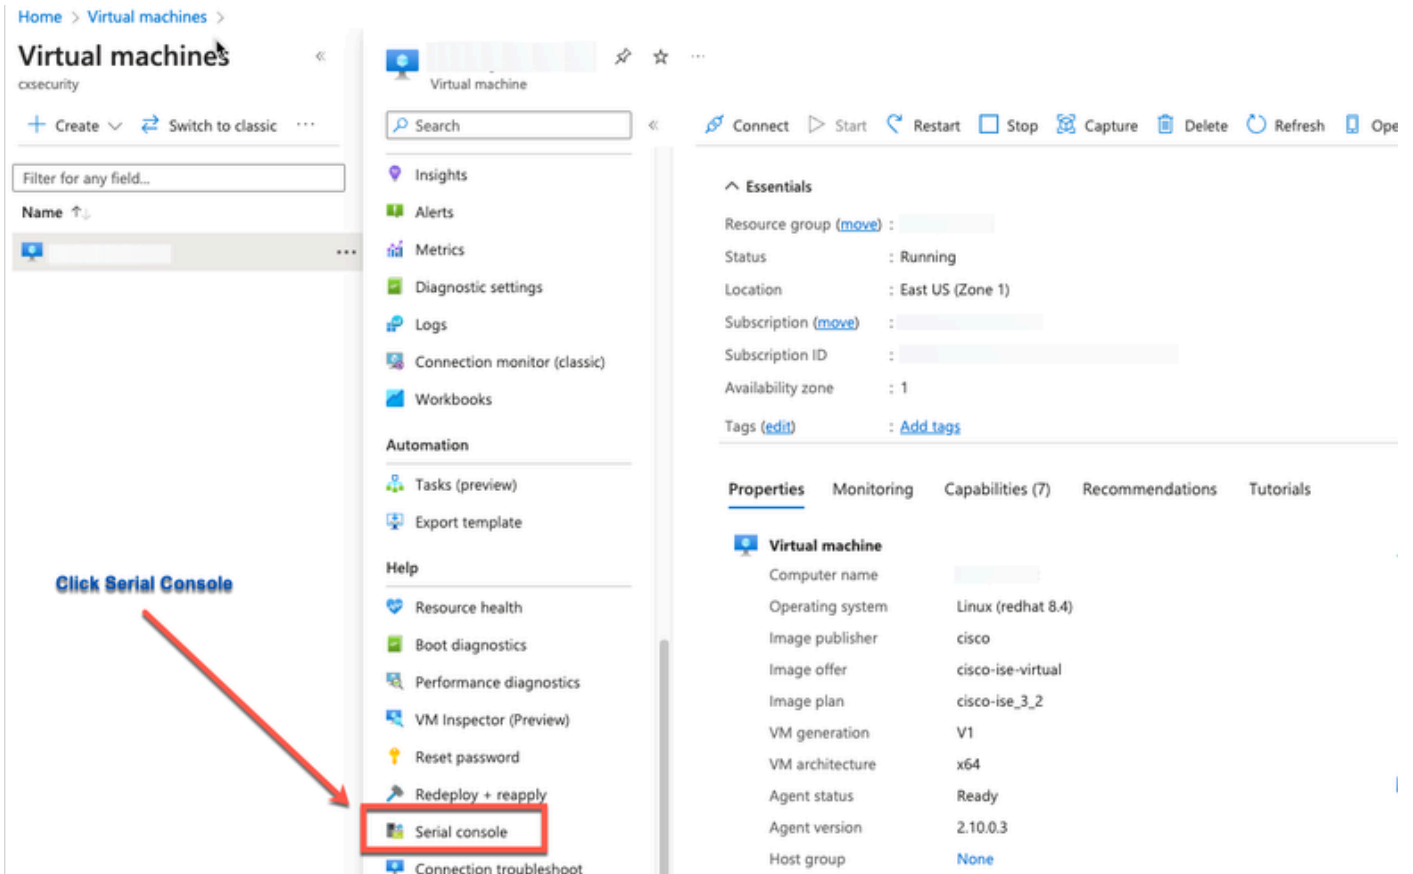 Home > Virtual machines >
Virtual machines «
cxsecurity
+ Create Switch to classic ...
Filter for any field...
Name ↑↓
...
Click Serial Console
...
Virtual machine
Search «
Insights
Alerts
Metrics
Diagnostic settings
Logs
Connection monitor (classic)
Workbooks
Automation
Tasks (preview)
Export template
Help
Resource health
Boot diagnostics
Performance diagnostics
VM Inspector (Preview)
Reset password
Redeploy + reapply
Serial console
Connection troubleshoot
Connect Start Restart Stop Capture Delete Refresh Ope
Essentials
Resource group (move) :
Status : Running
Location : East US (Zone 1)
Subscription (move) :
Subscription ID :
Availability zone : 1
Tags (edit) : Add tags
Properties Monitoring Capabilities (7) Recommendations Tutorials
Virtual machine
Computer name
Operating system Linux (redhat 8.4)
Image publisher cisco
Image offer cisco-ise-virtual
Image plan cisco-ise_3_2
VM generation V1
VM architecture x64
Agent status Ready
Agent version 2.10.0.3
Host group None